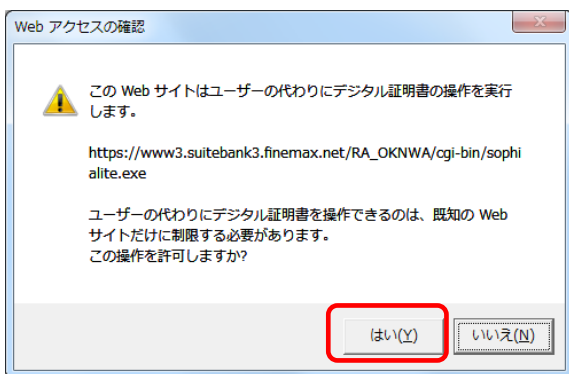 Web アクセスの確認
この Web サイトはユーザーの代わりにデジタル証明書の操作を実行
します。
https://www3.suitebank3.finemax.net/RA_OKNWA/cgi-bin/sophi
alite.exe
ユーザーの代わりにデジタル証明書を操作できるのは、既知の Web
サイトだけに制限する必要があります。
この操作を許可しますか?
はい(Y) いいえ(N)